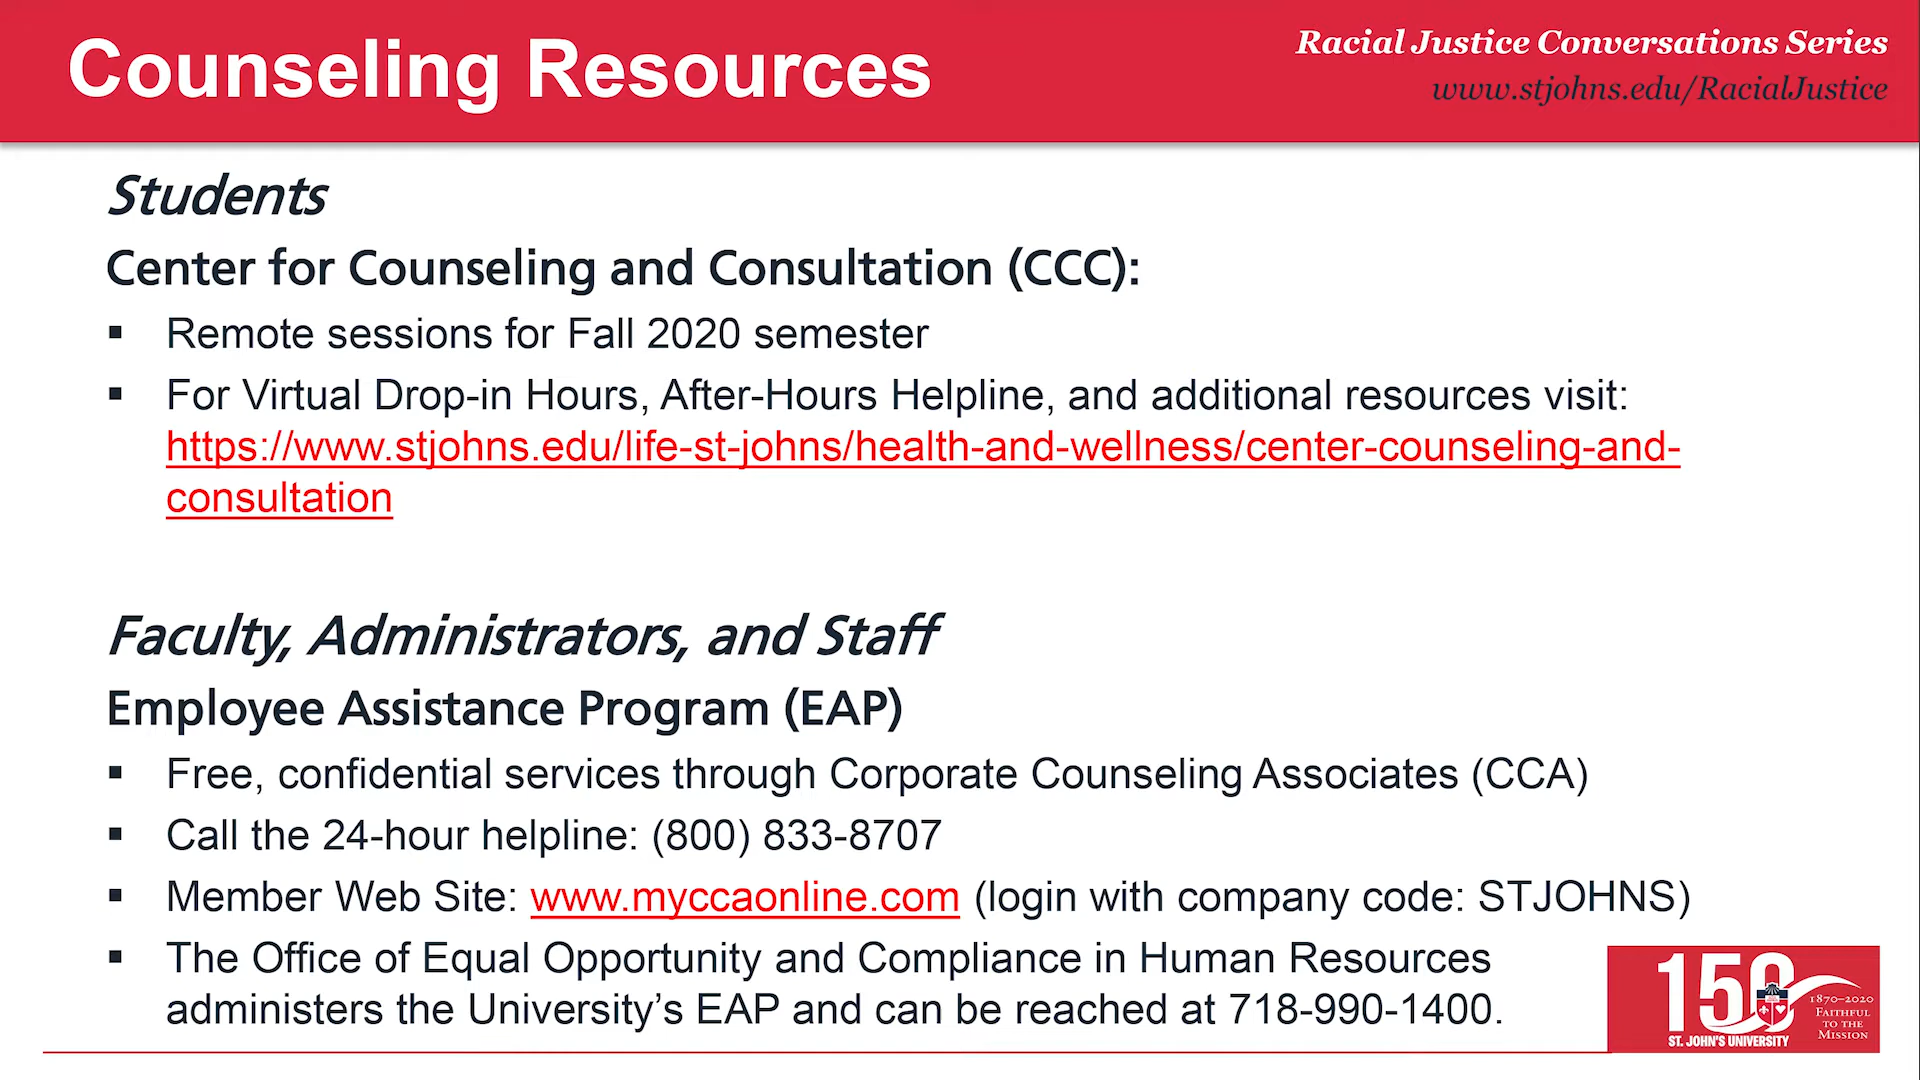 Counseling Resources
Racial Justice Conversations Series
www.stjohns.edu/RacialJustice
Students
Center for Counseling and Consultation (CCC):
▪ Remote sessions for Fall 2020 semester
▪ For Virtual Drop-in Hours, After-Hours Helpline, and additional resources visit:
https://www.stjohns.edu/life-st-johns/health-and-wellness/center-counseling-and-
consultation
Faculty, Administrators, and Staff
Employee Assistance Program (EAP)
▪ Free, confidential services through Corporate Counseling Associates (CCA)
▪ Call the 24-hour helpline: (800) 833-8707
▪ Member Web Site: www.myccaonline.com (login with company code: STJOHNS)
▪ The Office of Equal Opportunity and Compliance in Human Resources
administers the University’s EAP and can be reached at 718-990-1400.
150
ST. JOHN'S UNIVERSITY
1870–2020
FAITHFUL
TO THE
MISSION